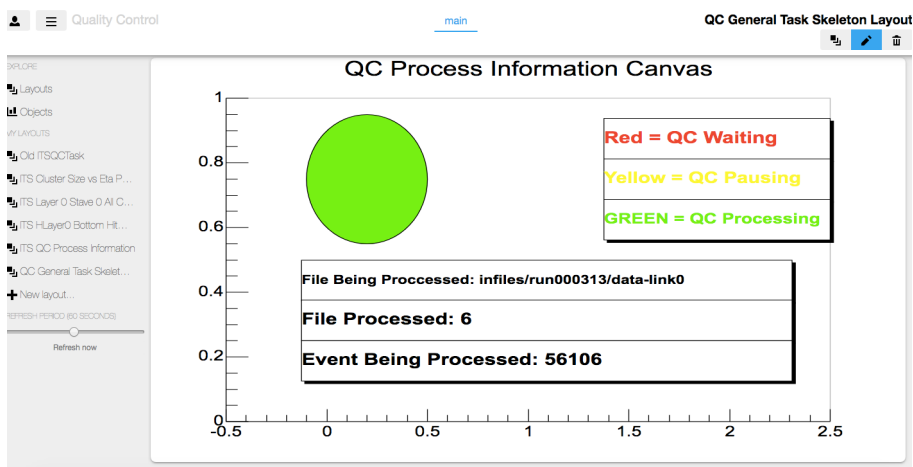 Quality Control
main
QC General Task Skeleton Layout
EXPLORE
Layouts
Objects
MY LAYOUTS
Old ITSQCTask
ITS Cluster Size vs Eta P...
ITS Layer 0 Stave 0 All C...
ITS HLayer0 Bottom Hit...
ITS QC Process Information
QC General Task Skelet...
New layout...
REFRESH PERIOD (60 SECONDS)
Refresh now
QC Process Information Canvas
1
0.8
0.6
0.4
0.2
0
-0.5
0
0.5
1
1.5
2
2.5
Red = QC Waiting
Yellow = QC Pausing
GREEN = QC Processing
File Being Proccessed: infiles/run000313/data-link0
File Processed: 6
Event Being Processed: 56106